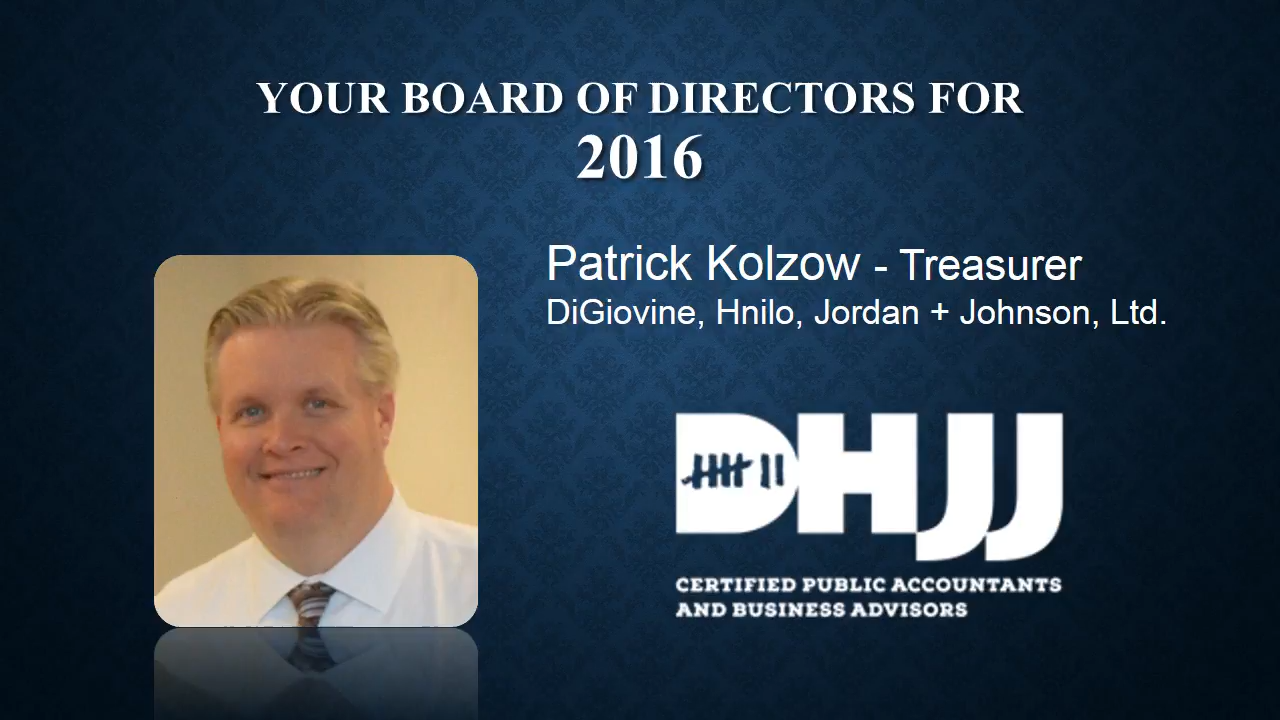 YOUR BOARD OF DIRECTORS FOR
2016
Patrick Kolzow - Treasurer
DiGiovine, Hnilo, Jordan + Johnson, Ltd.
DHJJ
CERTIFIED PUBLIC ACCOUNTANTS
AND BUSINESS ADVISORS